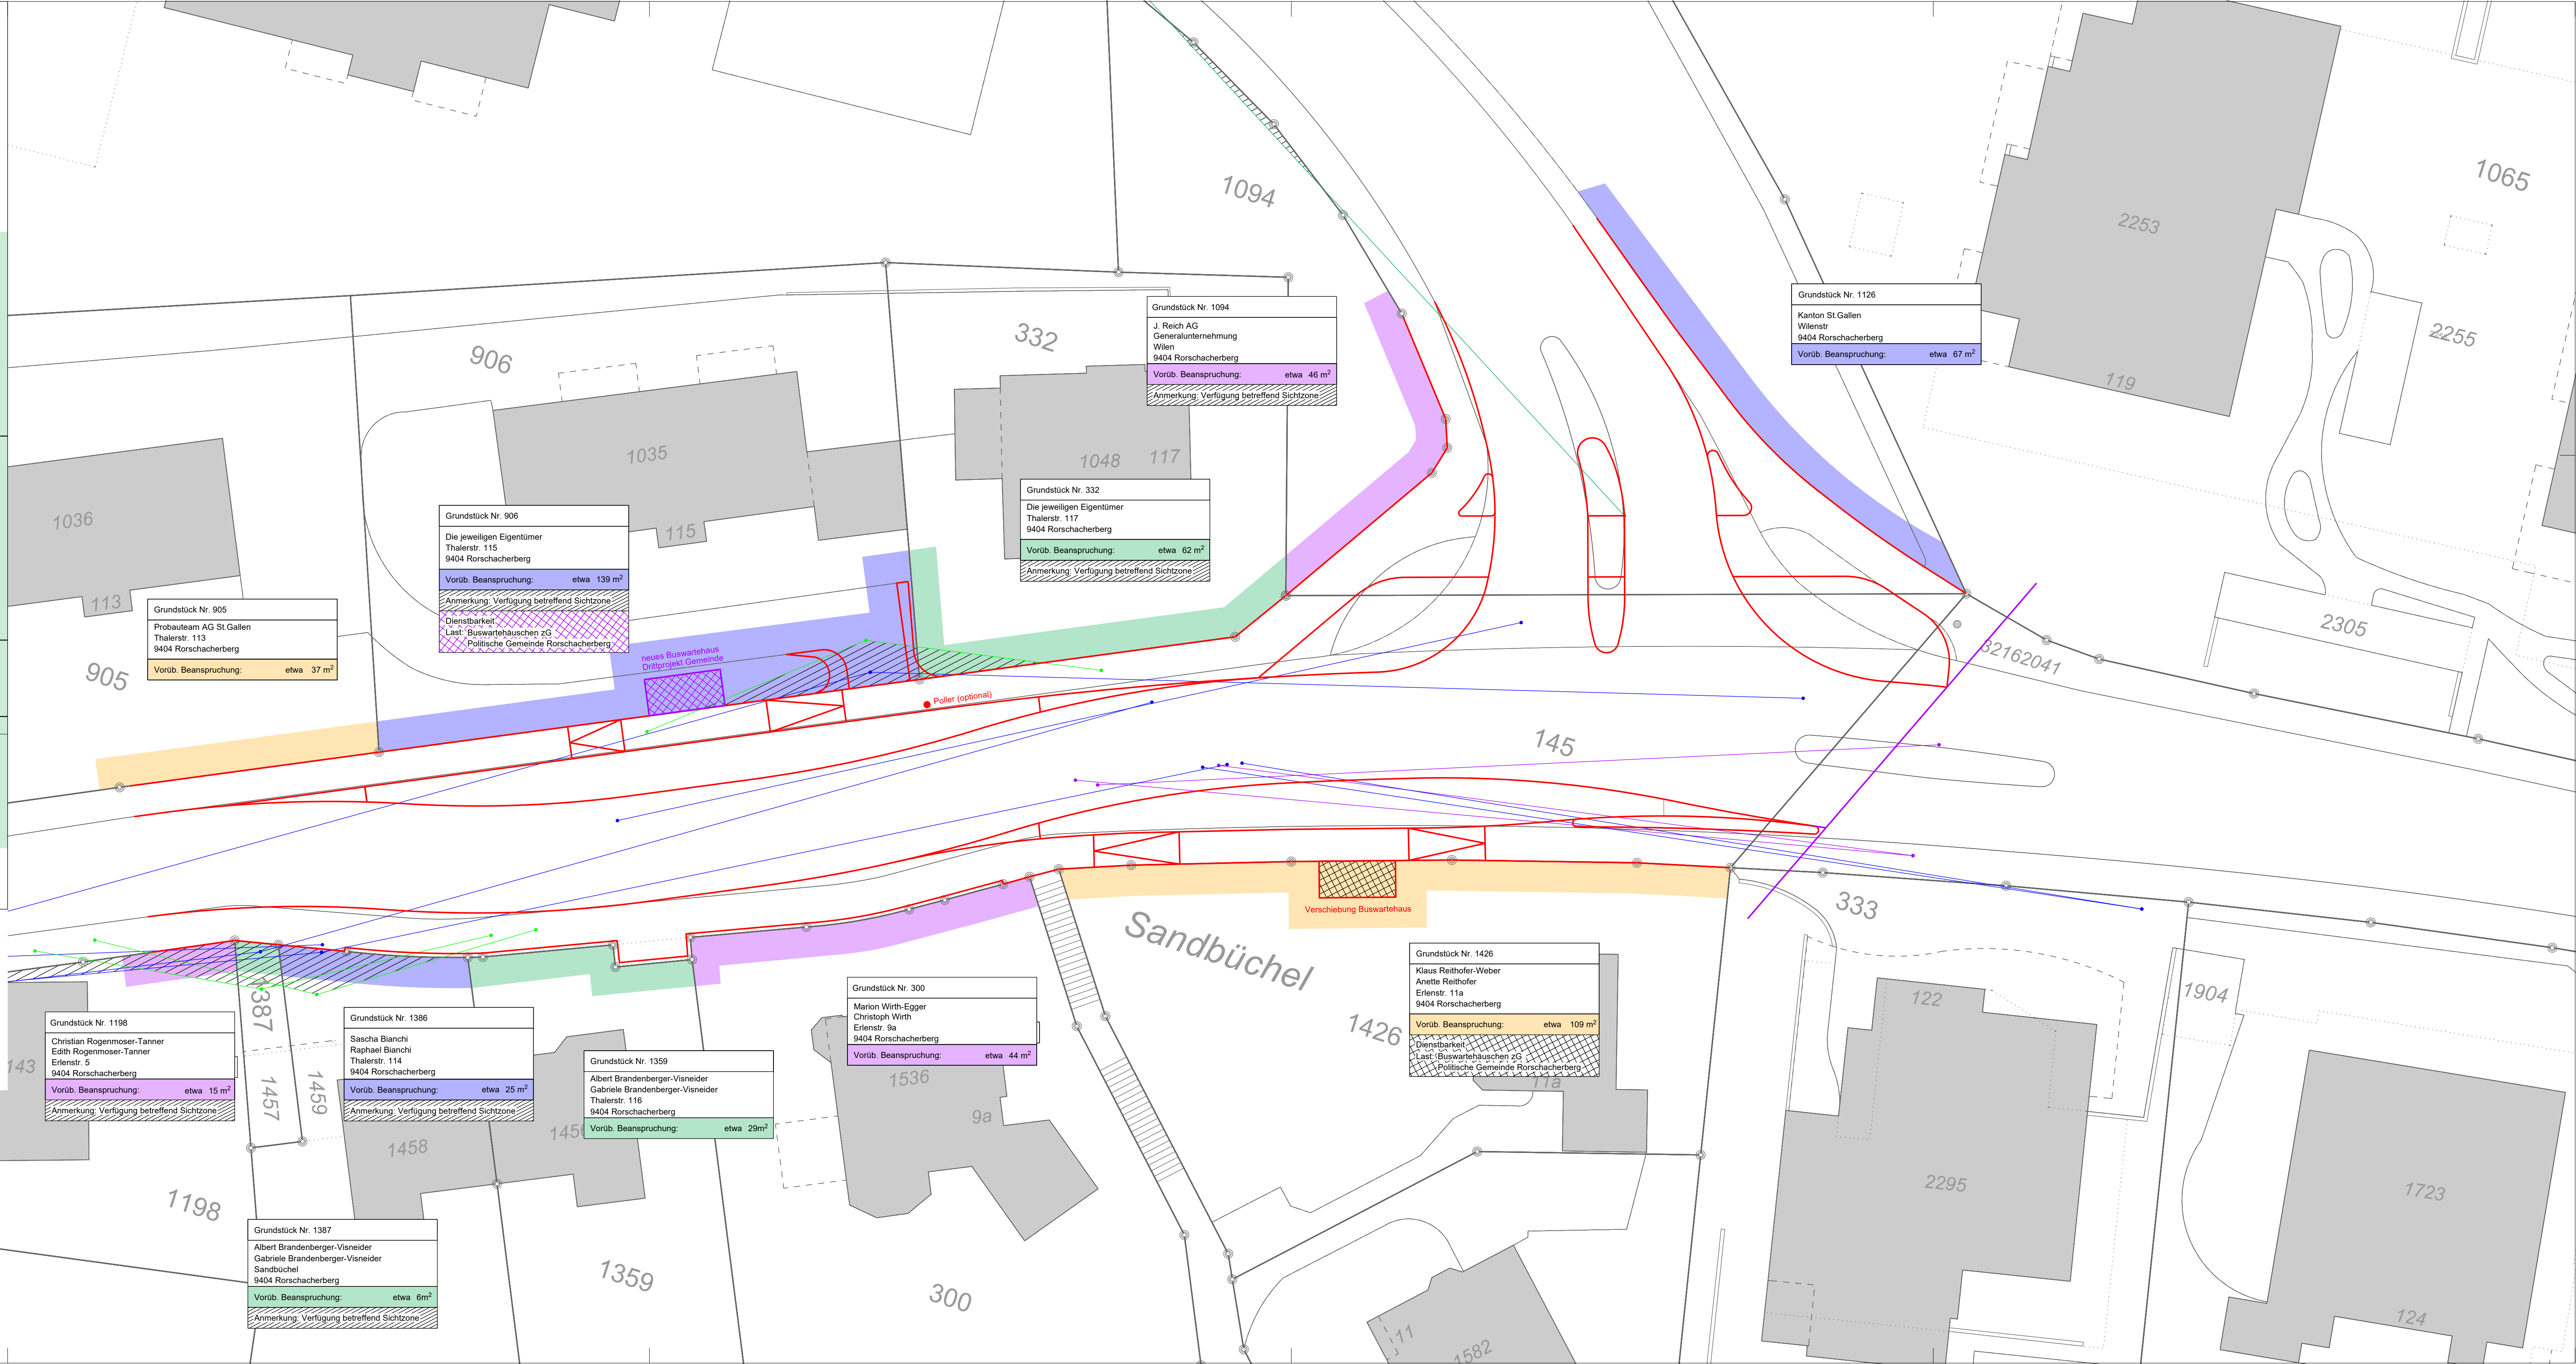 1094
1065
2253
2255
119
Grundstück Nr. 1126
Kanton St.Gallen
Wilenstr
9404 Rorschacherberg
Vorüb. Beanspruchung: etwa 67 m²
906
332
Grundstück Nr. 1094
J. Reich AG
Generalunternehmung
Wilen
9404 Rorschacherberg
Vorüb. Beanspruchung: etwa 46 m²
Anmerkung: Verfügung betreffend Sichtzone
1035
115
1048
117
1036
113
Grundstück Nr. 332
Die jeweiligen Eigentümer
Thalerstr. 117
9404 Rorschacherberg
Vorüb. Beanspruchung: etwa 62 m²
Anmerkung: Verfügung betreffend Sichtzone
Grundstück Nr. 906
Die jeweiligen Eigentümer
Thalerstr. 115
9404 Rorschacherberg
Vorüb. Beanspruchung: etwa 139 m²
Anmerkung: Verfügung betreffend Sichtzone
Dienstbarkeit
Last: Buswartehäuschen zG
Politische Gemeinde Rorschacherberg
Grundstück Nr. 905
Probauteam AG St.Gallen
Thalerstr. 113
9404 Rorschacherberg
Vorüb. Beanspruchung: etwa 37 m²
905
neues Buswartehaus
Drittprojekt Gemeinde
Poller (optional)
2305
32162041
145
333
Verschiebung Buswartehaus
Sandbüchel
1426
Grundstück Nr. 1426
Klaus Reithofer-Weber
Anette Reithofer
Erlenstr. 11a
9404 Rorschacherberg
Vorüb. Beanspruchung: etwa 109 m²
Dienstbarkeit
Last: Buswartehäuschen zG
Politische Gemeinde Rorschacherberg
11a
122
1904
2295
1723
124
Grundstück Nr. 300
Marion Wirth-Egger
Christoph Wirth
Erlenstr. 9a
9404 Rorschacherberg
Vorüb. Beanspruchung: etwa 44 m²
1536
9a
Grundstück Nr. 1198
Christian Rogenmoser-Tanner
Edith Rogenmoser-Tanner
Erlenstr. 5
9404 Rorschacherberg
Vorüb. Beanspruchung: etwa 15 m²
Anmerkung: Verfügung betreffend Sichtzone
143
1387
1457
1459
Grundstück Nr. 1386
Sascha Bianchi
Raphael Bianchi
Thalerstr. 114
9404 Rorschacherberg
Vorüb. Beanspruchung: etwa 25 m²
Anmerkung: Verfügung betreffend Sichtzone
1458
Grundstück Nr. 1359
Albert Brandenberger-Visneider
Gabriele Brandenberger-Visneider
Thalerstr. 116
9404 Rorschacherberg
Vorüb. Beanspruchung: etwa 29m²
1198
Grundstück Nr. 1387
Albert Brandenberger-Visneider
Gabriele Brandenberger-Visneider
Sandbüchel
9404 Rorschacherberg
Vorüb. Beanspruchung: etwa 6m²
Anmerkung: Verfügung betreffend Sichtzone
1359
300
11
1582